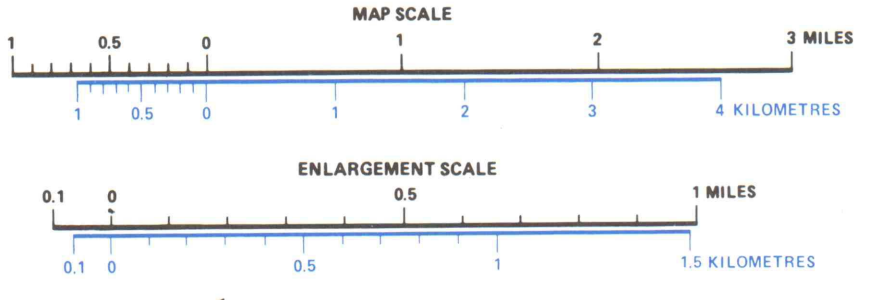 MAP SCALE
1 0.5 0 1 2 3 MILES
1 0.5 0 1 2 3 4 KILOMETRES
ENLARGEMENT SCALE
0.1 0 0.5 1 MILES
0.1 0 0.5 1 1.5 KILOMETRES